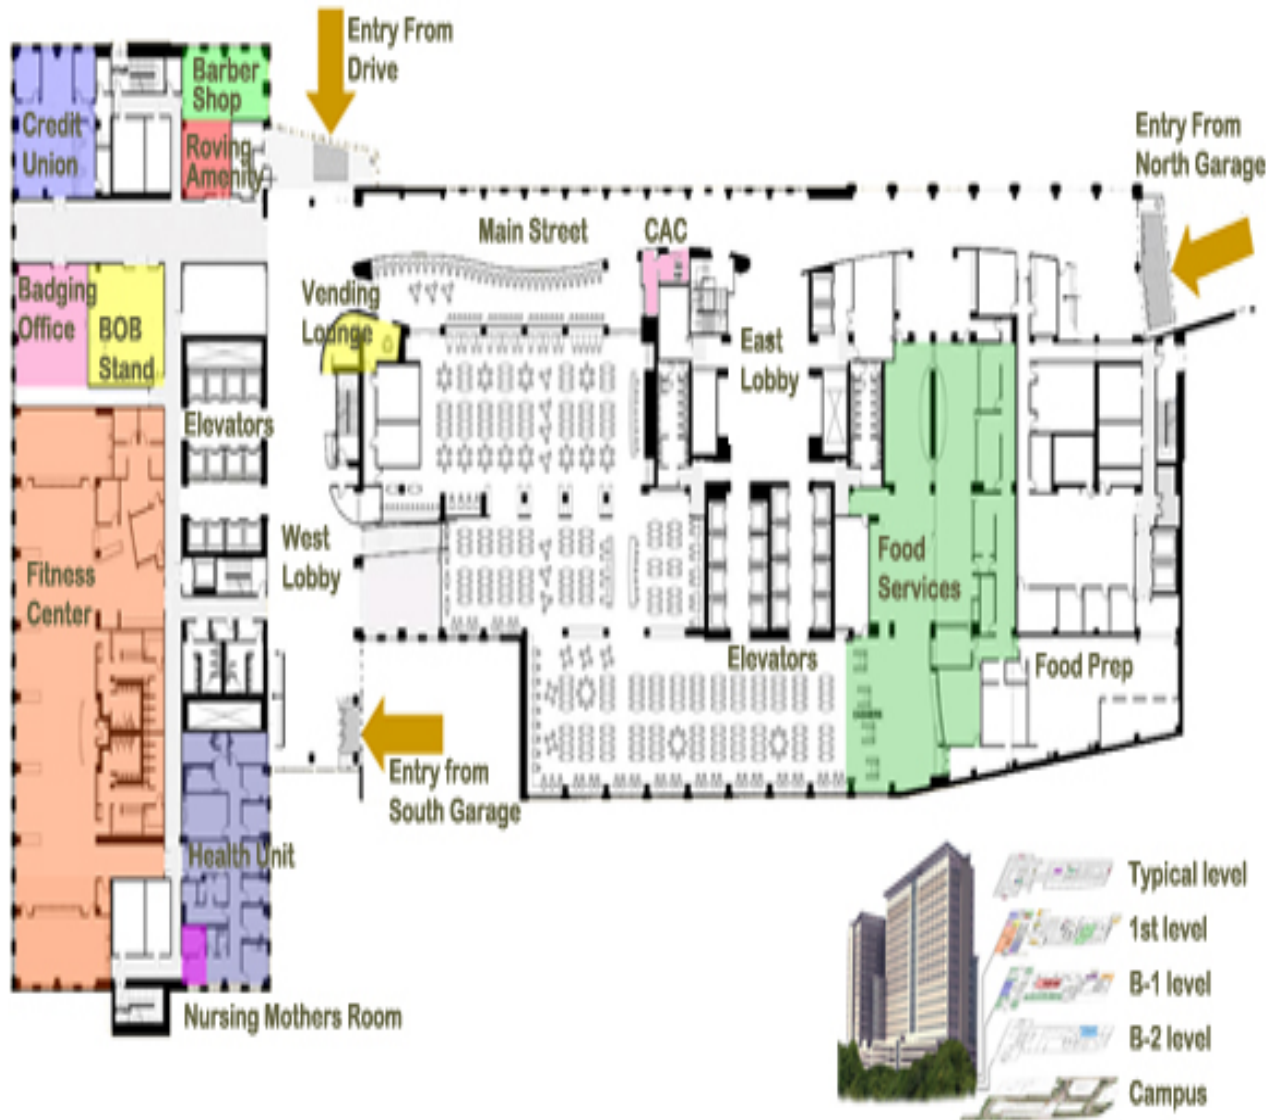 Entry From
Drive
Barber
Shop
Credit
Union
Roving
Amenity
Entry From
North Garage
Main Street
CAC
Badging
Office
BOB
Stand
Vending
Lounge
East
Lobby
Elevators
West
Lobby
Fitness
Center
Food
Services
Elevators
Food Prep
Entry from
South Garage
Health Unit
Nursing Mothers Room
Typical level
1st level
B-1 level
B-2 level
Campus